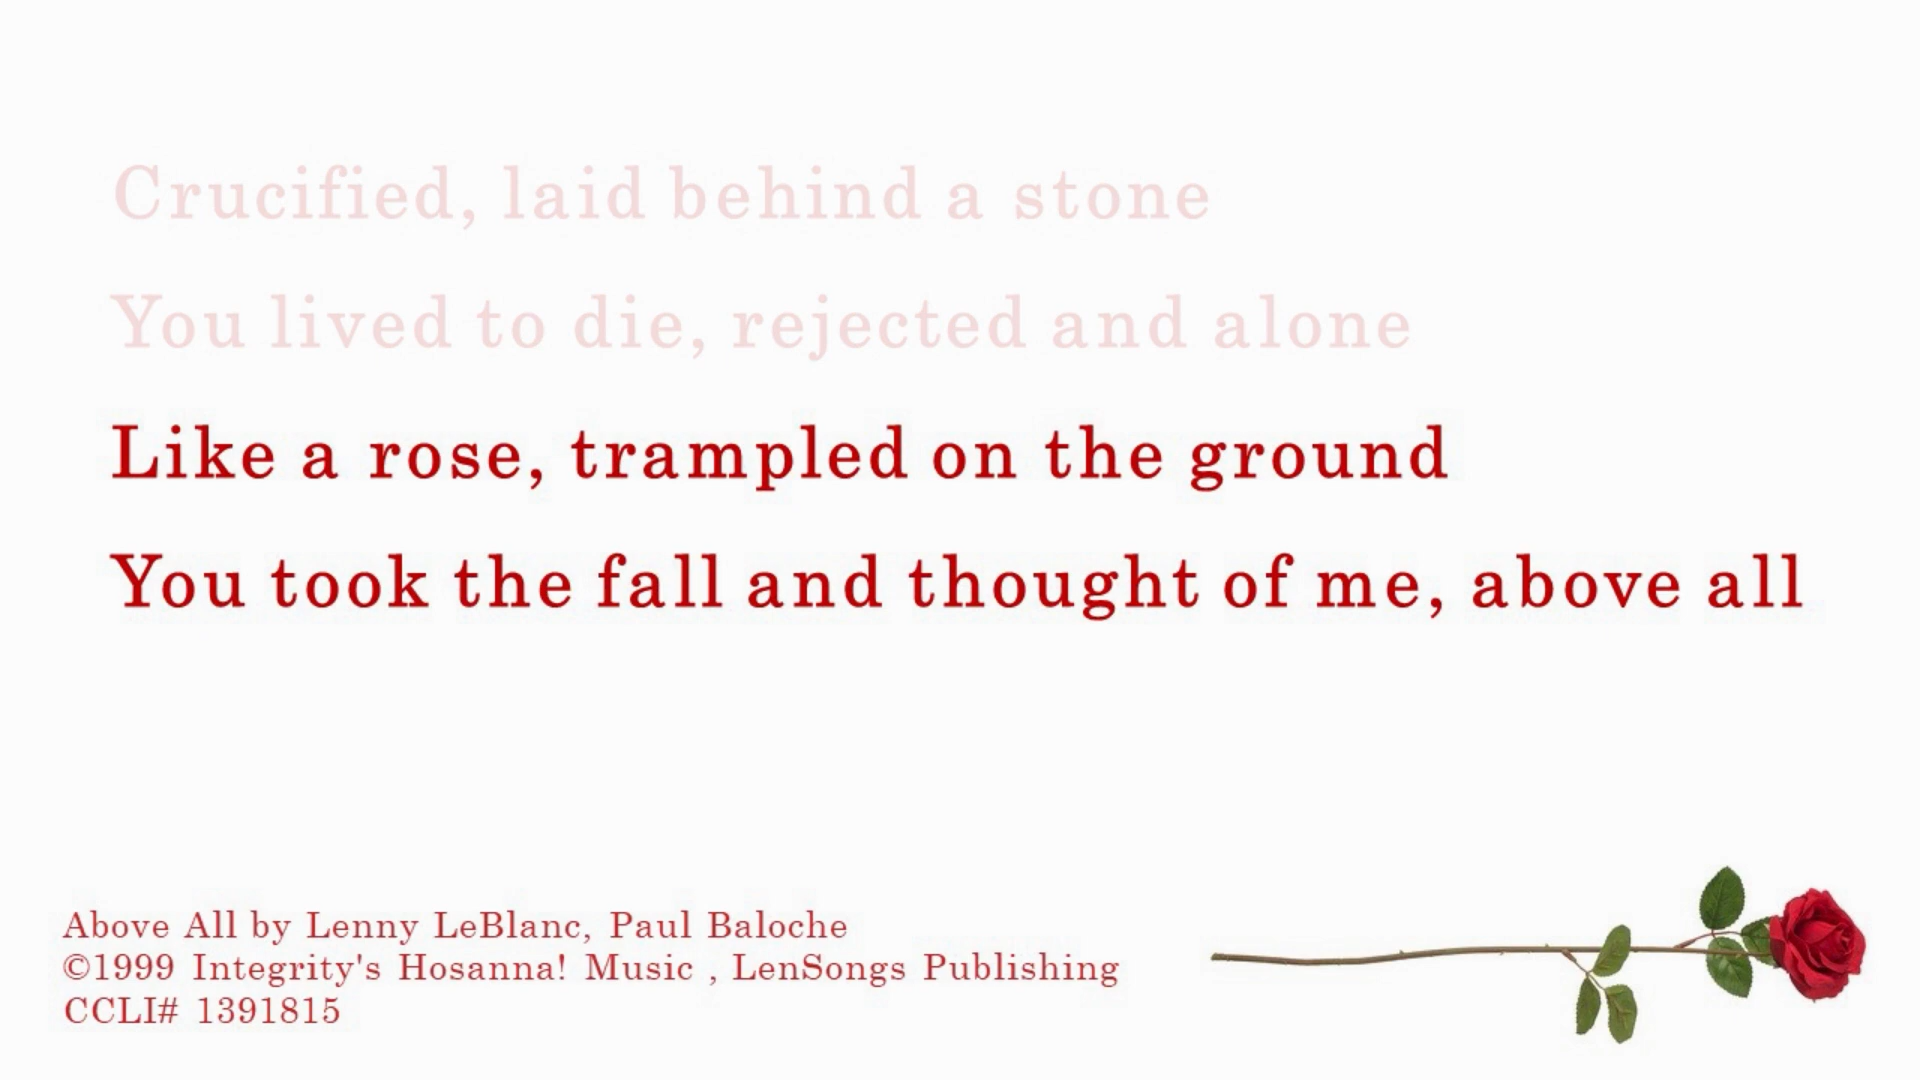 Crucified, laid behind a stone
You lived to die, rejected and alone
Like a rose, trampled on the ground
You took the fall and thought of me, above all
Above All by Lenny LeBlanc, Paul Baloche
©1999 Integrity's Hosanna! Music , LenSongs Publishing
CCLI# 1391815